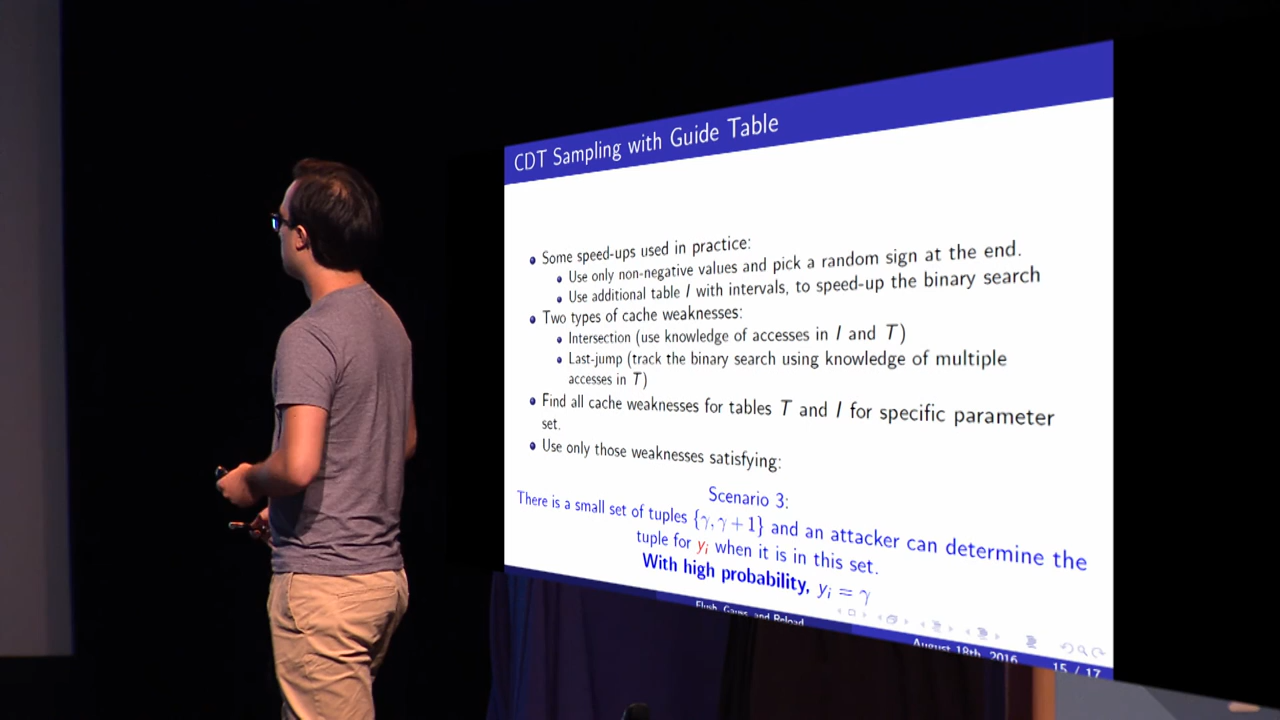 CDT Sampling with Guide Table
Some speed-ups used in practice:
Use only non-negative values and pick a random sign at the end.
Use additional table I with intervals, to speed-up the binary search
Two types of cache weaknesses:
Intersection (use knowledge of accesses in I and T)
Last-jump (track the binary search using knowledge of multiple
accesses in T)
Find all cache weaknesses for tables T and I for specific parameter
set.
Use only those weaknesses satisfying:
Scenario 3:
There is a small set of tuples {γ, γ + 1} and an attacker can determine the
tuple for yᵢ when it is in this set.
With high probability, yᵢ = γ
Flush, Gauss, and Reload
August 18th, 2016
15 / 17